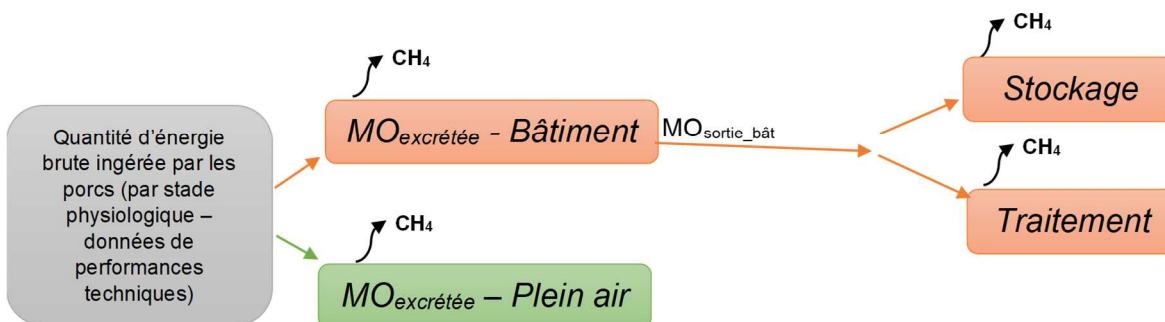 Quantité d'énergie
brute ingérée par les
porcs (par stade
physiologique –
données de
performances
techniques)
CH₄
MOexcrétée - Bâtiment
MOsortie_bât
CH₄
Stockage
CH₄
Traitement
CH₄
MOexcrétée – Plein air